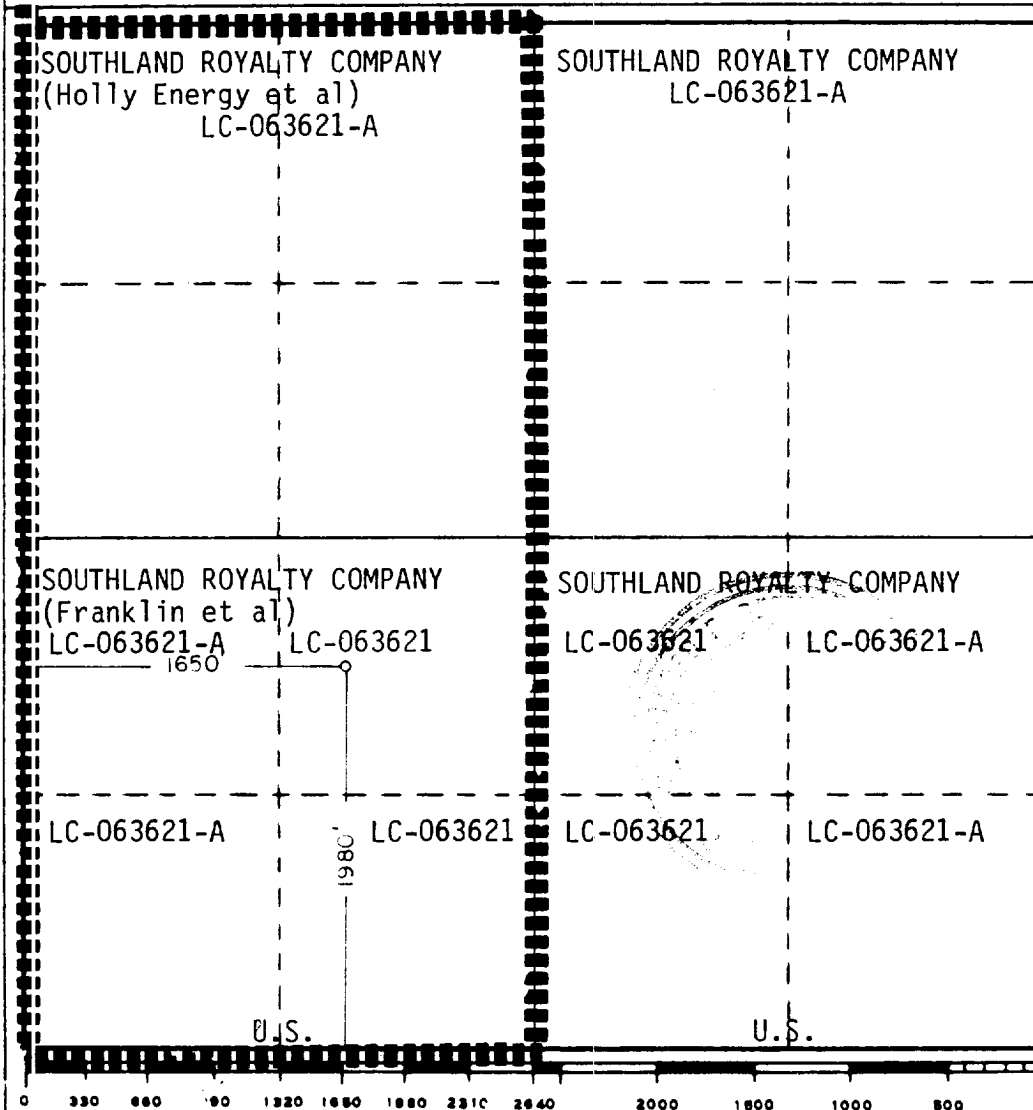 SOUTHLAND ROYALTY COMPANY
(Holly Energy et al)
LC-063621-A
SOUTHLAND ROYALTY COMPANY
LC-063621-A
SOUTHLAND ROYALTY COMPANY
(Franklin et al)
LC-063621-A LC-063621
1650'
SOUTHLAND ROYALTY COMPANY
LC-063621 LC-063621-A
LC-063621-A LC-063621
1980'
LC-063621 LC-063621-A
U.S. U.S.
0 330 660 1320 1650 1980 2310 2640 2000 1500 1000 500